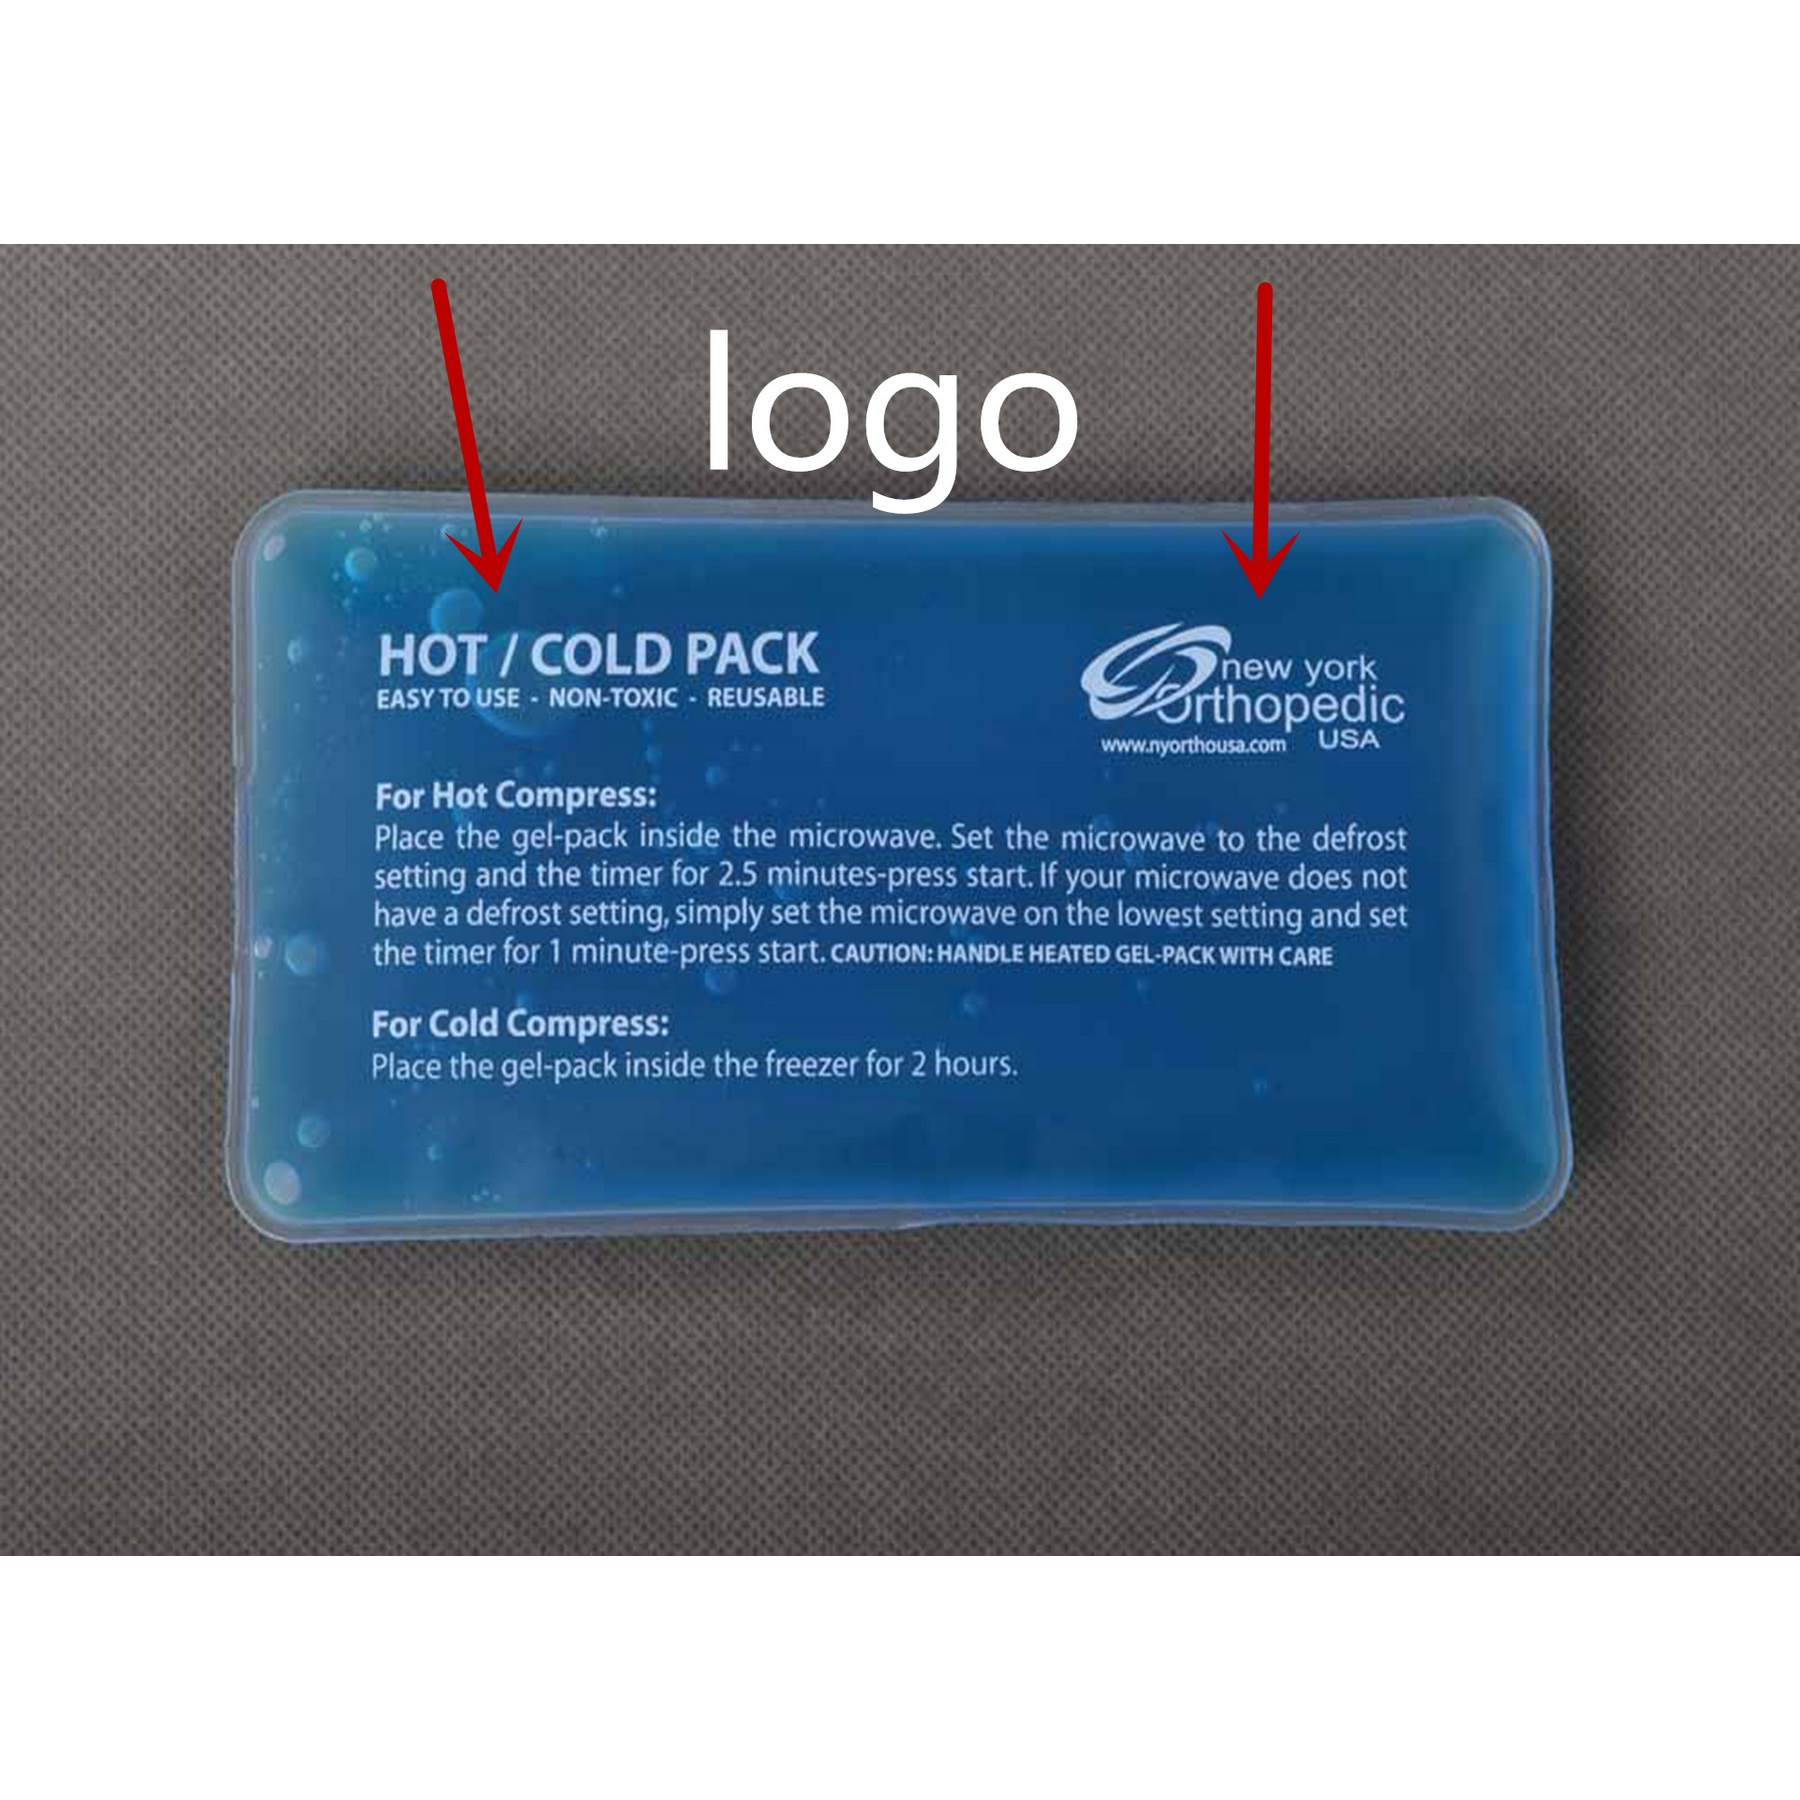 logo
HOT / COLD PACK
EASY TO USE - NON-TOXIC - REUSABLE
new york
orthopedic
USA
www.nyorthousa.com
For Hot Compress:
Place the gel-pack inside the microwave. Set the microwave to the defrost
setting and the timer for 2.5 minutes-press start. If your microwave does not
have a defrost setting, simply set the microwave on the lowest setting and set
the timer for 1 minute-press start. CAUTION: HANDLE HEATED GEL-PACK WITH CARE
For Cold Compress:
Place the gel-pack inside the freezer for 2 hours.